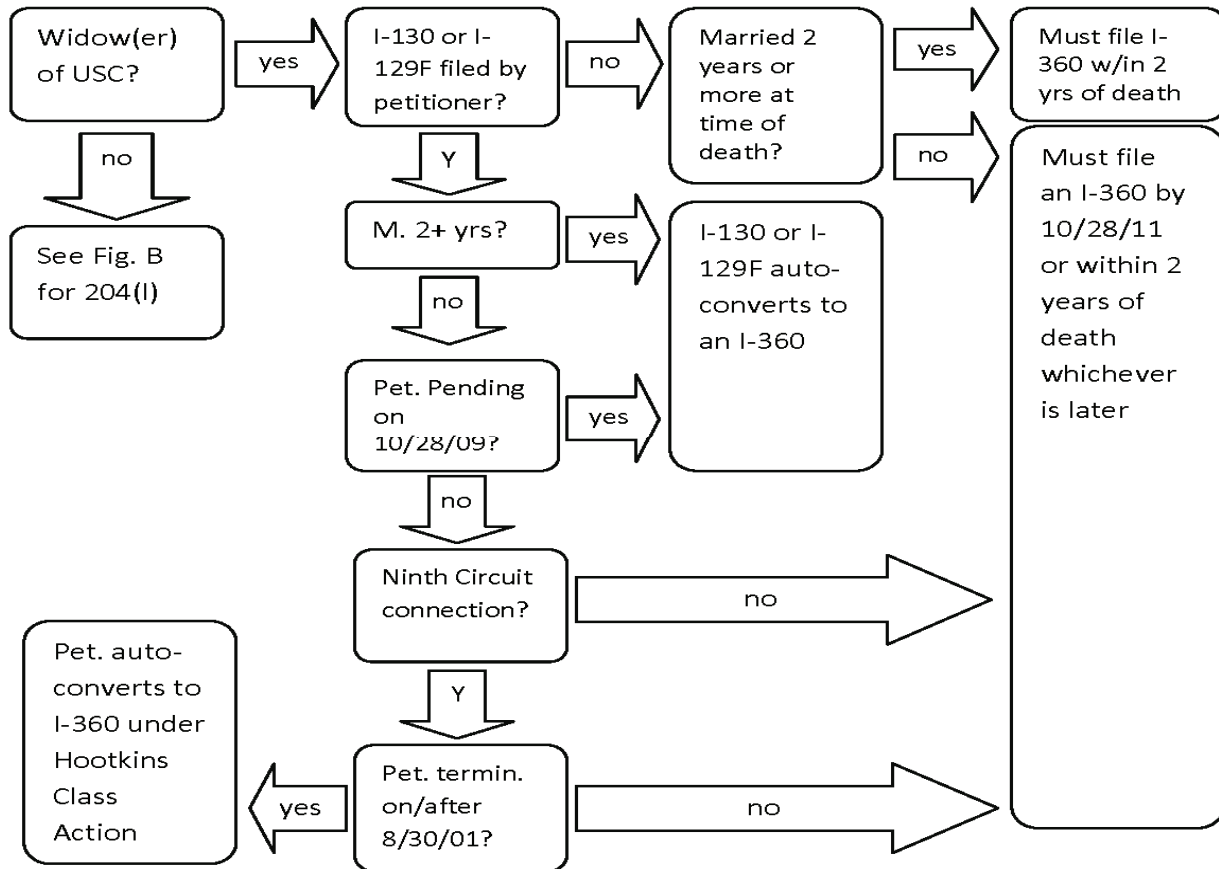 Widow(er)
of USC?
yes
I-130 or I-
129F filed by
petitioner?
no
Married 2
years or
more at
time of
death?
yes
Must file I-
360 w/in 2
yrs of death
no
Must file
an I-360 by
10/28/11
or within 2
years of
death
whichever
is later
no
See Fig. B
for 204(l)
Y
M. 2+ yrs?
yes
I-130 or I-
129F auto-
converts to
an I-360
no
Pet. Pending
on
10/28/09?
yes
no
Ninth Circuit
connection?
no
Y
Pet. termin.
on/after
8/30/01?
no
yes
Pet. auto-
converts to
I-360 under
Hootkins
Class
Action